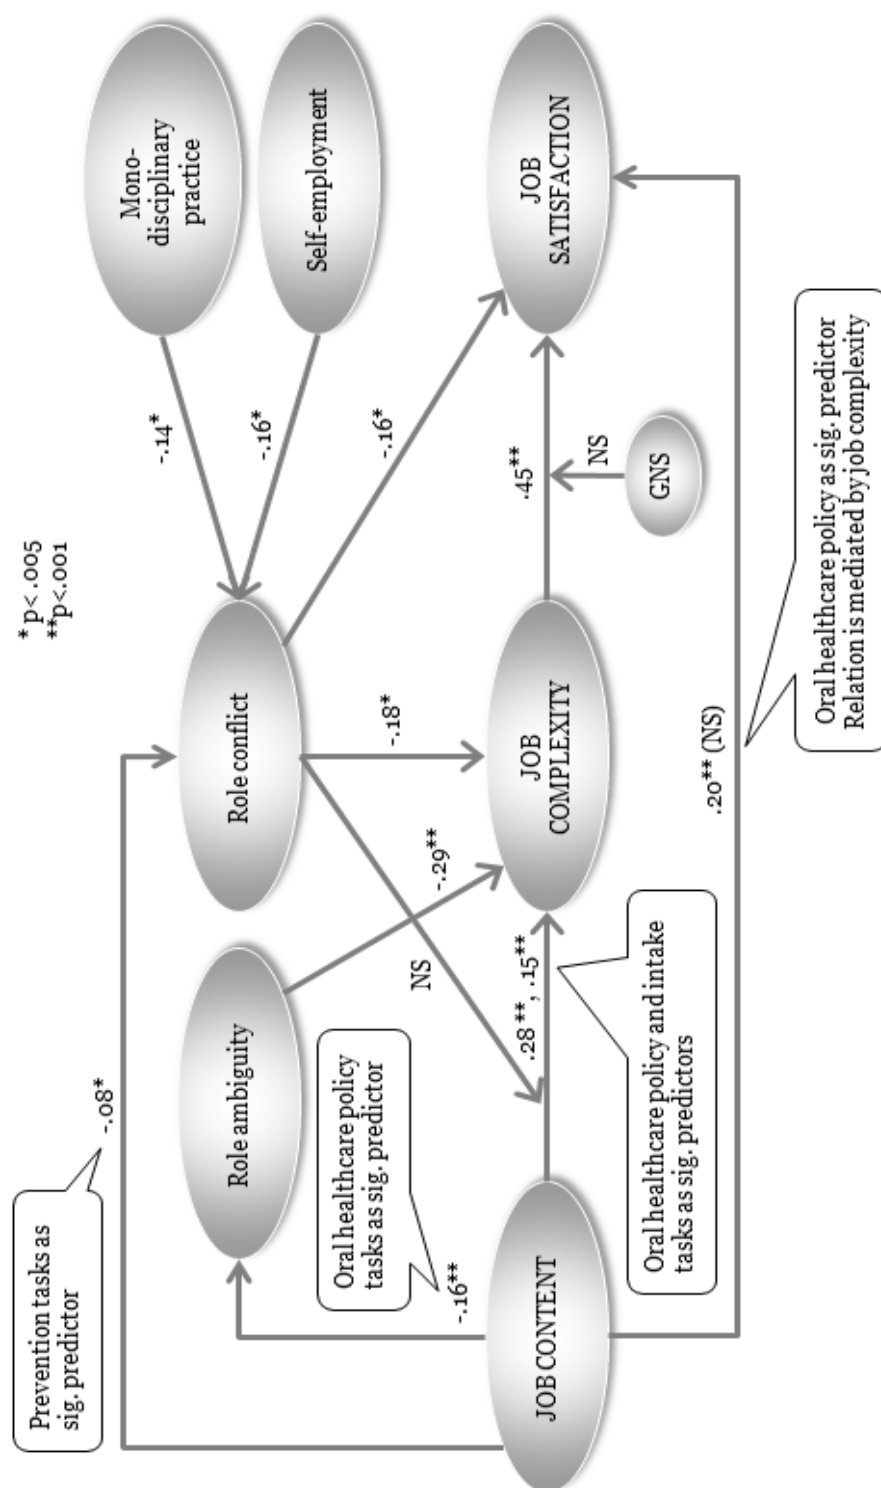 Prevention tasks as
sig. predictor
-.08*
* p< .005
**p<.001
Mono-
disciplinary
practice
Self-employment
-.14*
-.16*
Role conflict
Role ambiguity
Oral healthcare policy
tasks as sig. predictor
-.16**
NS
-.29**
-.18*
-.16*
JOB CONTENT
.28 **, .15**
JOB
COMPLEXITY
.45**
JOB
SATISFACTION
NS
GNS
Oral healthcare policy and intake
tasks as sig. predictors
.20** (NS)
Oral healthcare policy as sig. predictor
Relation is mediated by job complexity